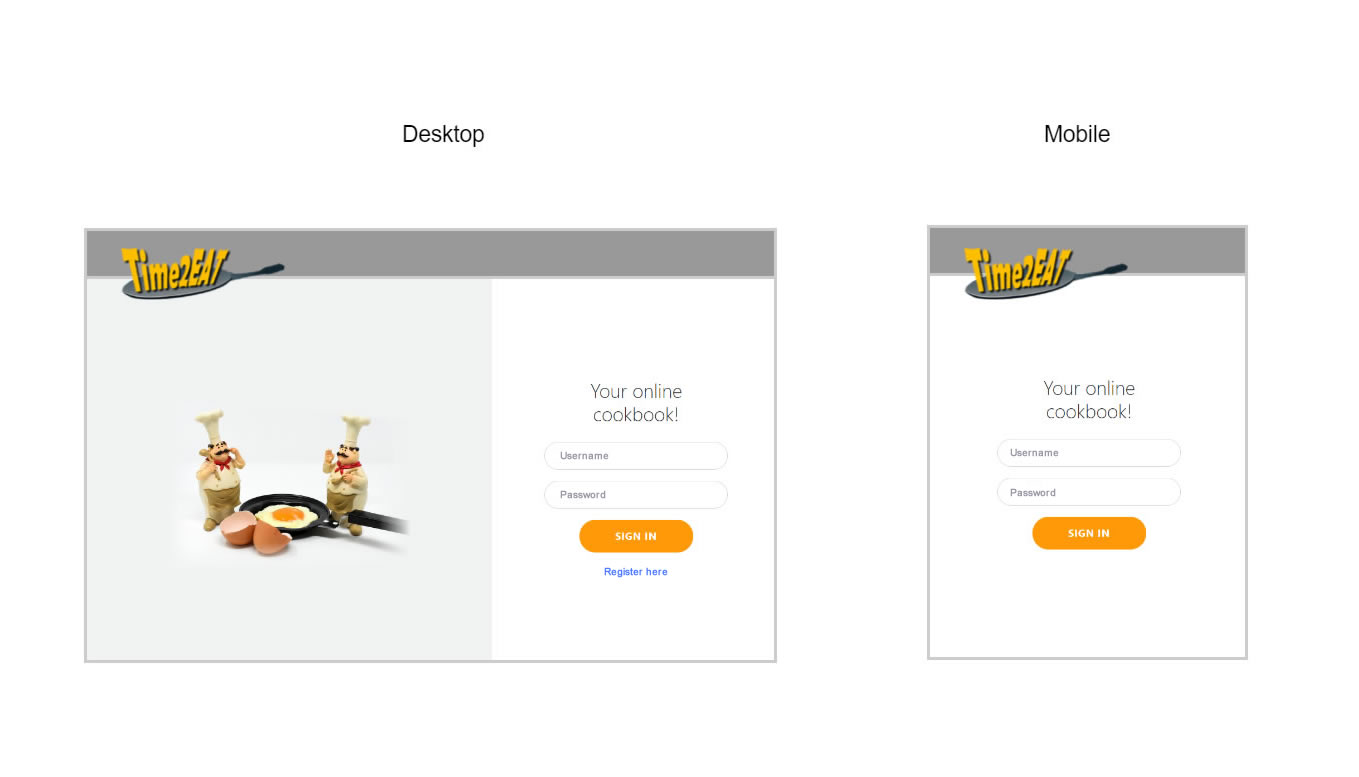 Desktop
Time2EAT
Your online
cookbook!
Username
Password
SIGN IN
Register here
Mobile
Time2EAT
Your online
cookbook!
Username
Password
SIGN IN